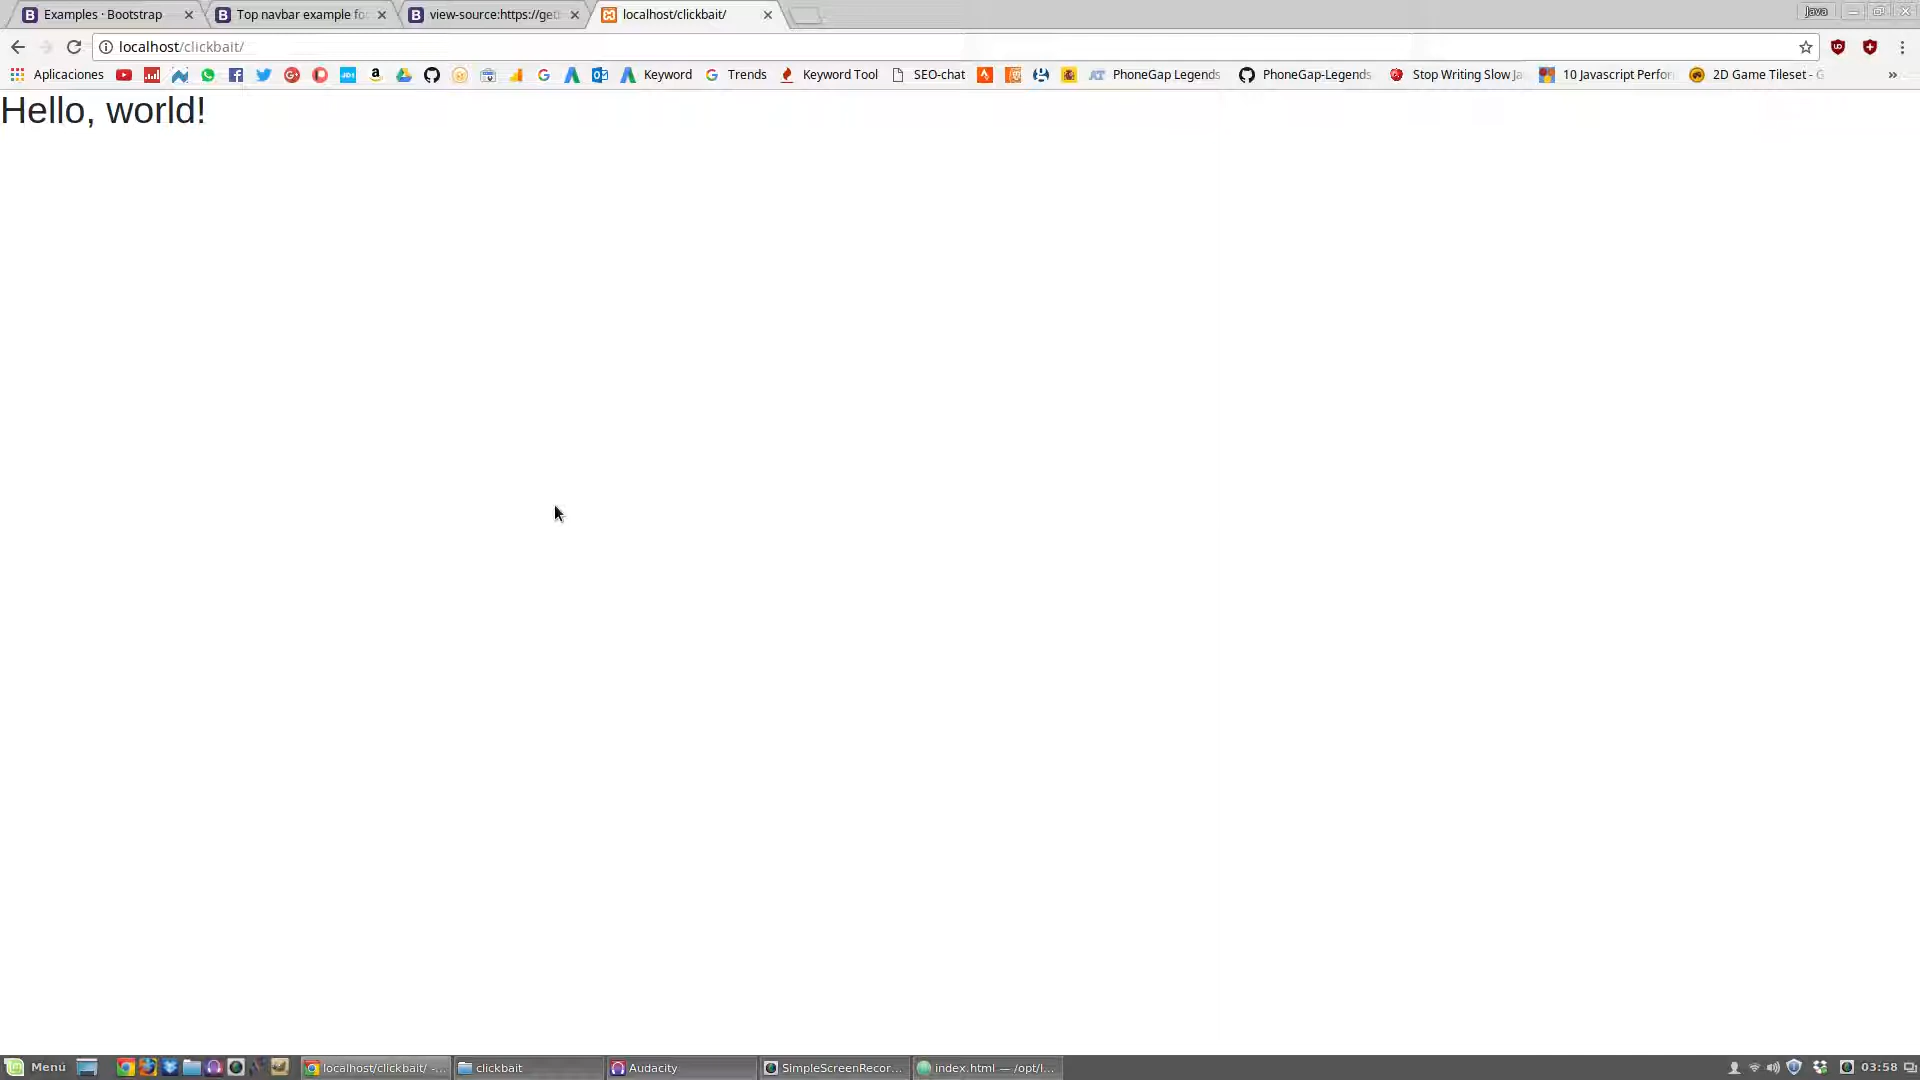 Examples · Bootstrap
Top navbar example fo
view-source:https://get
localhost/clickbait/
Java
localhost/clickbait/
Aplicaciones
Keyword
Trends
Keyword Tool
SEO-chat
PhoneGap Legends
PhoneGap-Legends
Stop Writing Slow Ja
10 Javascript Perfor
2D Game Tileset - G
»
Hello, world!
Menú
localhost/clickbait/ -...
clickbait
Audacity
SimpleScreenRecor...
index.html — /opt/l...
03:58